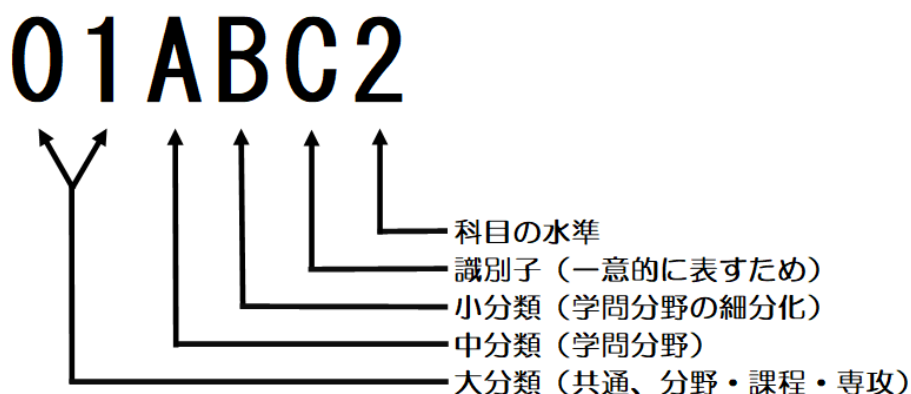 01ABC2
科目の水準
識別子（一意的に表すため）
小分類（学問分野の細分化）
中分類（学問分野）
大分類（共通、分野・課程・専攻）